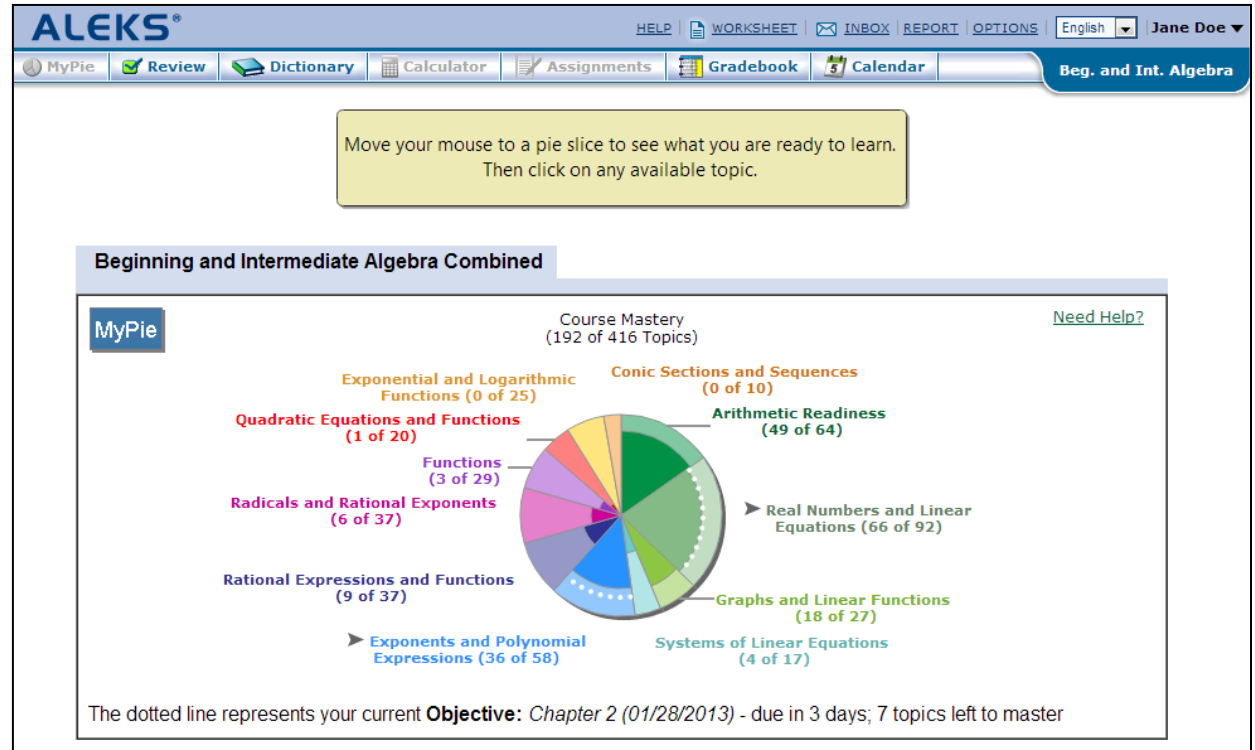 ALEKS®
HELP | WORKSHEET | INBOX | REPORT | OPTIONS | English | Jane Doe
MyPie Review Dictionary Calculator Assignments Gradebook 5 Calendar
Beg. and Int. Algebra
Move your mouse to a pie slice to see what you are ready to learn.
Then click on any available topic.
Beginning and Intermediate Algebra Combined
MyPie
Course Mastery
(192 of 416 Topics)
Need Help?
Exponential and Logarithmic
Functions (0 of 25)
Conic Sections and Sequences
(0 of 10)
Quadratic Equations and Functions
(1 of 20)
Arithmetic Readiness
(49 of 64)
Functions
(3 of 29)
Radicals and Rational Exponents
(6 of 37)
Real Numbers and Linear
Equations (66 of 92)
Rational Expressions and Functions
(9 of 37)
Graphs and Linear Functions
(18 of 27)
Exponents and Polynomial
Expressions (36 of 58)
Systems of Linear Equations
(4 of 17)
The dotted line represents your current Objective: Chapter 2 (01/28/2013) - due in 3 days; 7 topics left to master